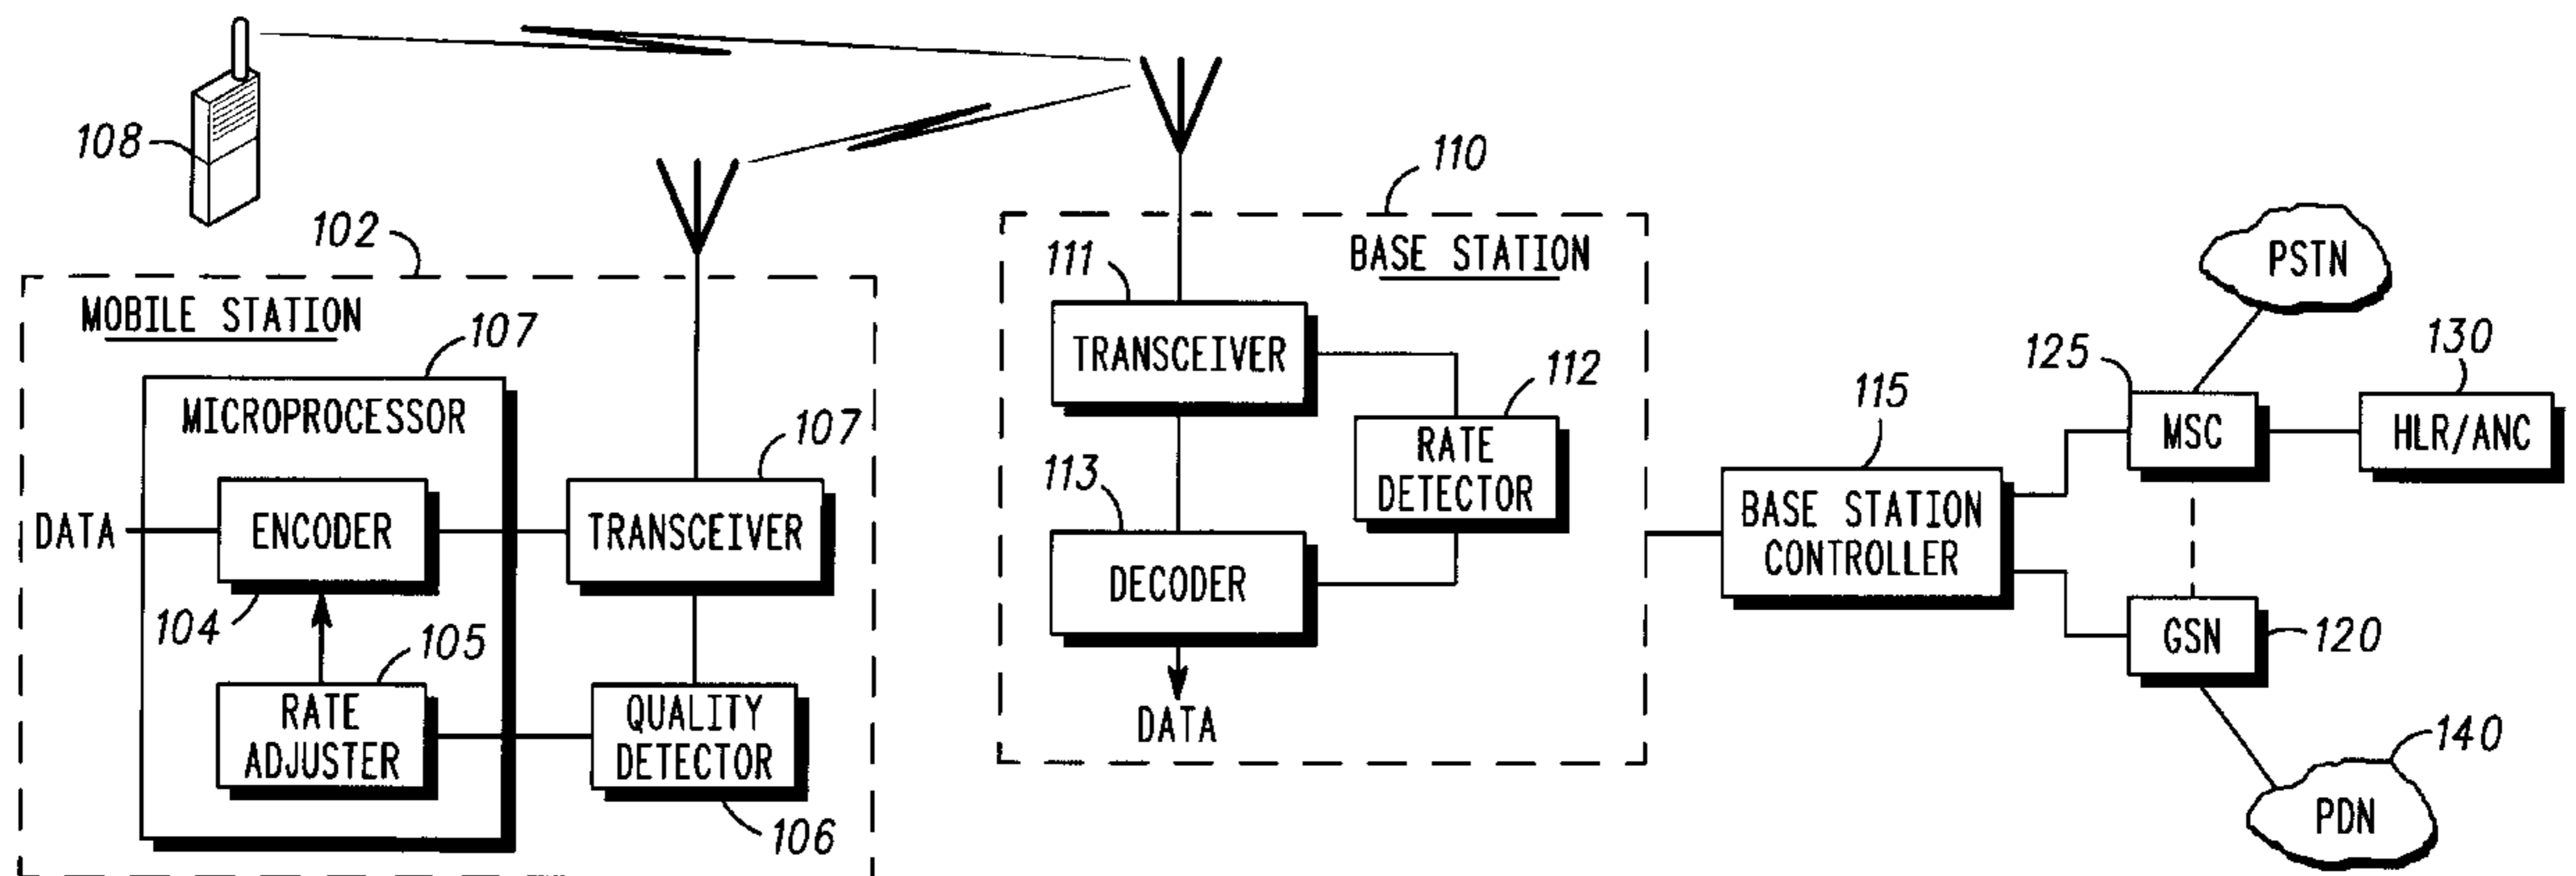 108
102
MOBILE STATION
107
MICROPROCESSOR
107
DATA
ENCODER
TRANSCEIVER
104
105
RATE
ADJUSTER
QUALITY
DETECTOR
106
110
BASE STATION
111
TRANSCEIVER
112
RATE
DETECTOR
113
DECODER
DATA
115
BASE STATION
CONTROLLER
PSTN
125
MSC
130
HLR/ANC
GSN
120
140
PDN